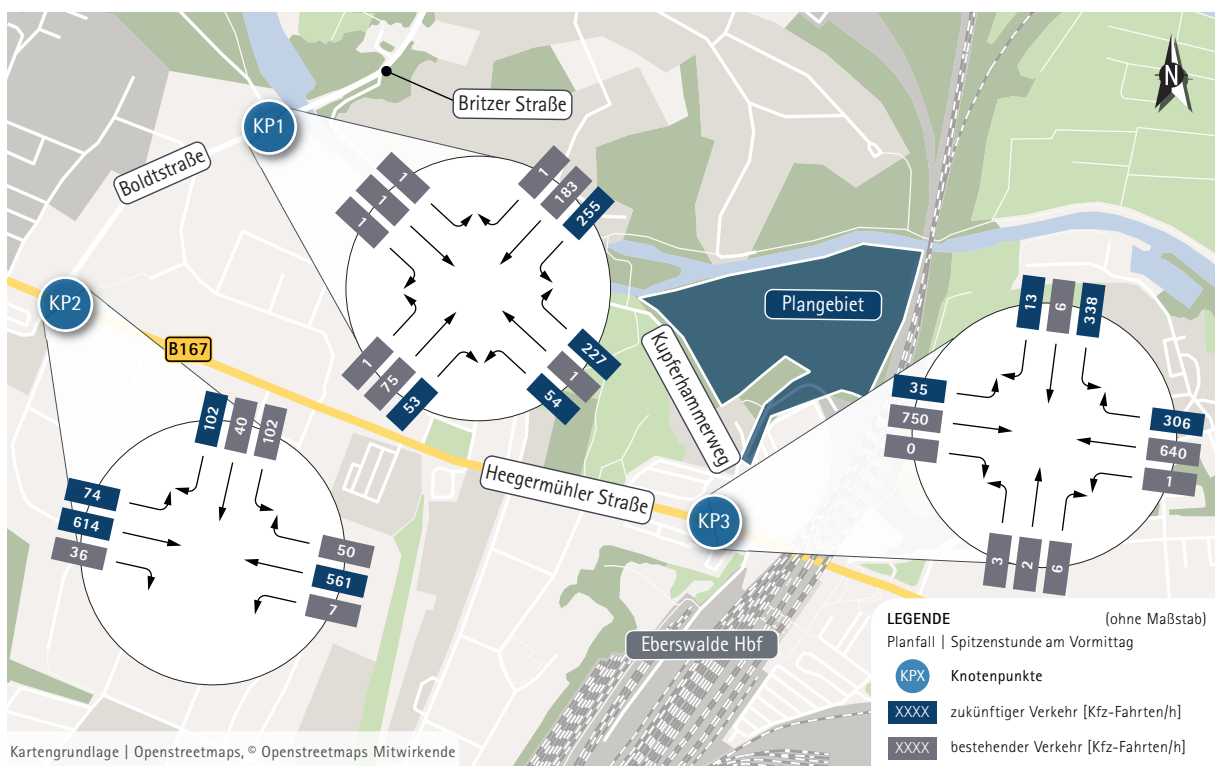 N
Britzer Straße
KP1
Boldtstraße
1
1
1
1
183
255
1
75
53
227
1
54
KP2
B167
Plangebiet
Kupferhammerweg
13
6
338
35
750
0
306
640
1
3
2
6
102
40
102
74
614
36
50
561
7
Heegermühler Straße
KP3
Eberswalde Hbf
LEGENDE (ohne Maßstab)
Planfall | Spitzenstunde am Vormittag
KPX Knotenpunkte
XXXX zukünftiger Verkehr [Kfz-Fahrten/h]
XXXX bestehender Verkehr [Kfz-Fahrten/h]
Kartengrundlage | Openstreetmaps, © Openstreetmaps Mitwirkende